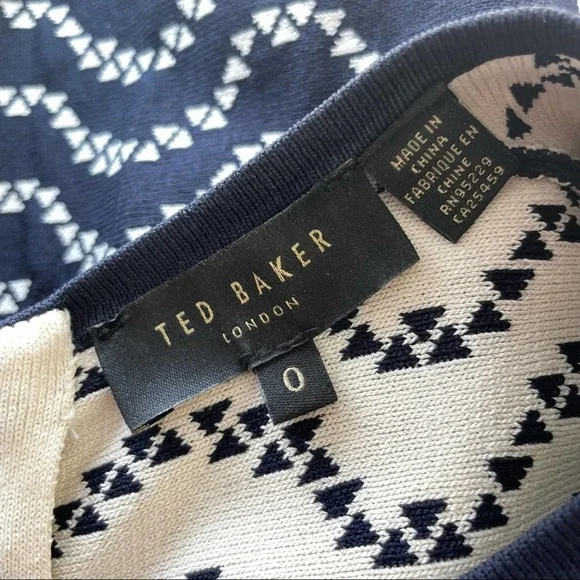 TED BAKER
LONDON
0
MADE IN
CHINA
FABRIQUE EN
CHINE
RN95229
CA25459